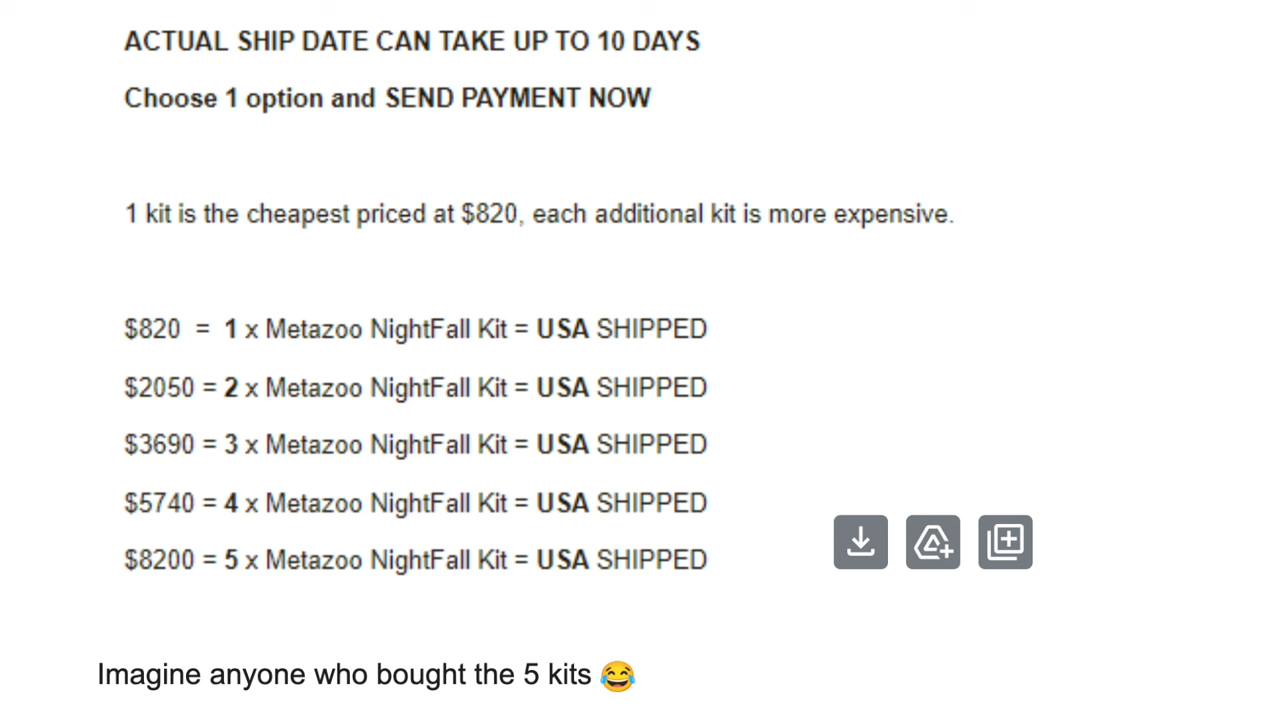 ACTUAL SHIP DATE CAN TAKE UP TO 10 DAYS
Choose 1 option and SEND PAYMENT NOW
1 kit is the cheapest priced at $820, each additional kit is more expensive.
$820 = 1 x Metazoo NightFall Kit = USA SHIPPED
$2050 = 2 x Metazoo NightFall Kit = USA SHIPPED
$3690 = 3 x Metazoo NightFall Kit = USA SHIPPED
$5740 = 4 x Metazoo NightFall Kit = USA SHIPPED
$8200 = 5 x Metazoo NightFall Kit = USA SHIPPED
Imagine anyone who bought the 5 kits 😂